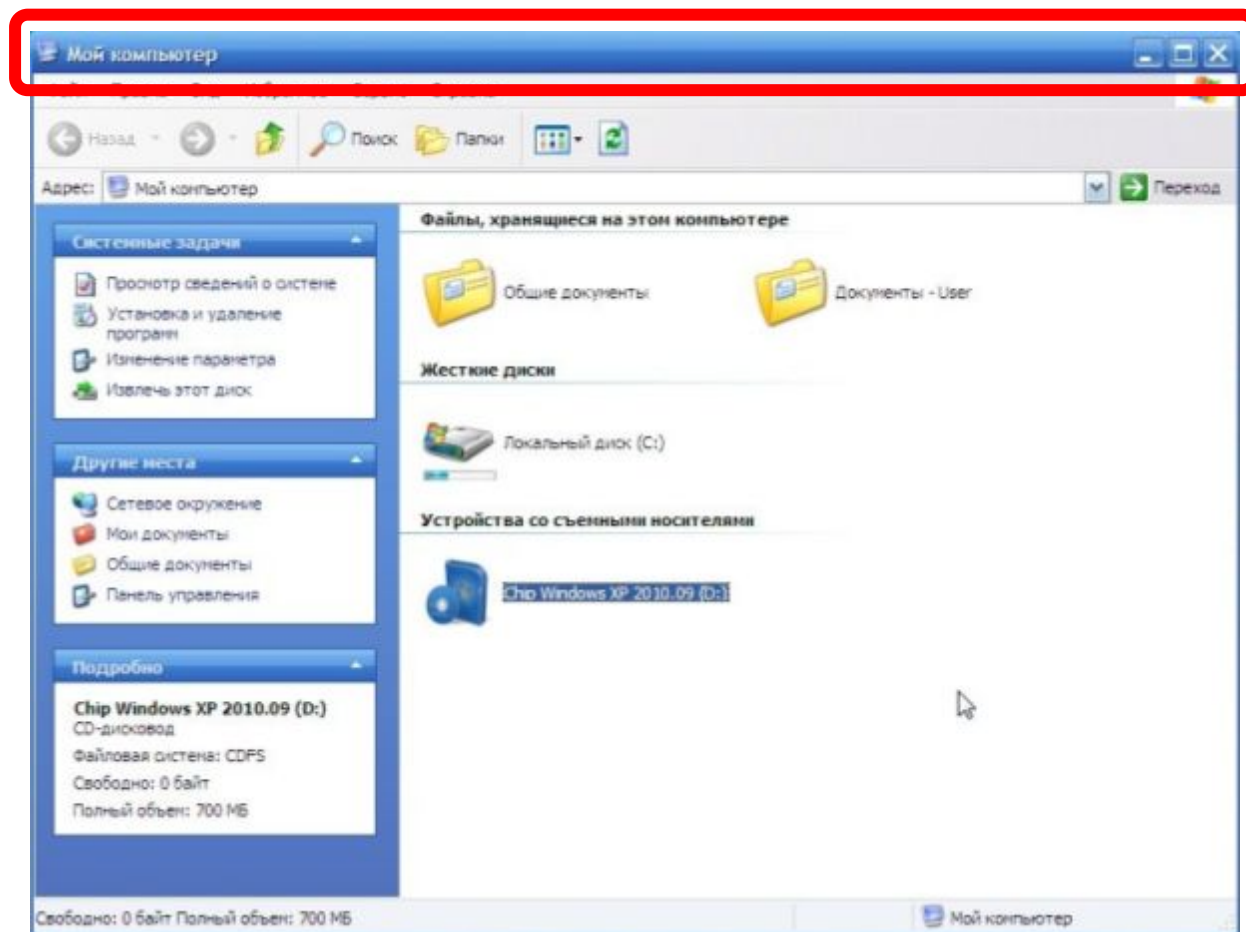 Мой компьютер
Назад
Поиск
Папки
Адрес:
Мой компьютер
Переход
Системные задачи
Просмотр сведений о системе
Установка и удаление
программ
Изменение параметра
Извлечь этот диск
Другие места
Сетевое окружение
Мои документы
Общие документы
Панель управления
Подробно
Chip Windows XP 2010.09 (D:)
CD-дисковод
Файловая система: CDFS
Свободно: 0 байт
Полный объем: 700 МБ
Файлы, хранящиеся на этом компьютере
Общие документы
Документы - User
Жесткие диски
Локальный диск (C:)
Устройства со съемными носителями
Chip Windows XP 2010.09 (D:)
Свободно: 0 байт Полный объем: 700 МБ
Мой компьютер